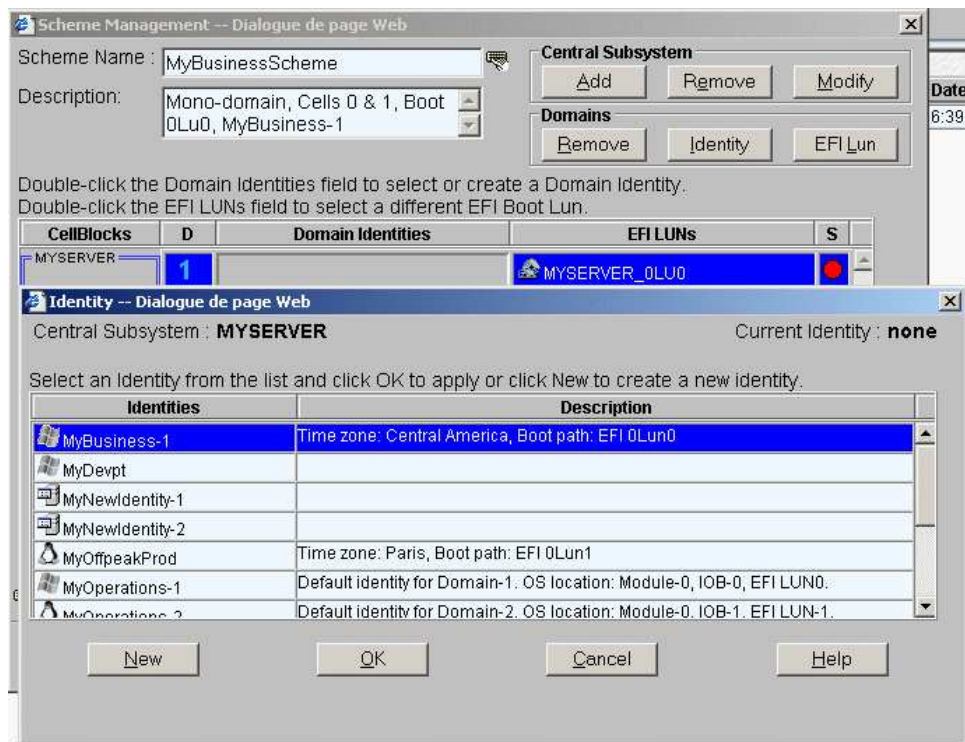 Scheme Management -- Dialogue de page Web
Scheme Name :
MyBusinessScheme
Description:
Mono-domain, Cells 0 & 1, Boot
0Lu0, MyBusiness-1
Central Subsystem
Add
Remove
Modify
Domains
Remove
Identity
EFI Lun
Date
6:39
Double-click the Domain Identities field to select or create a Domain Identity.
Double-click the EFI LUNs field to select a different EFI Boot Lun.
CellBlocks
D
Domain Identities
EFI LUNs
S
MYSERVER
1
MYSERVER_0LU0
Identity -- Dialogue de page Web
Central Subsystem : MYSERVER
Current Identity : none
Select an Identity from the list and click OK to apply or click New to create a new identity.
Identities
Description
MyBusiness-1
Time zone: Central America, Boot path: EFI 0Lun0
MyDevpt
MyNewIdentity-1
MyNewIdentity-2
MyOffpeakProd
Time zone: Paris, Boot path: EFI 0Lun1
MyOperations-1
Default identity for Domain-1. OS location: Module-0, IOB-0, EFI LUN0.
MyOperations-2
Default identity for Domain-2. OS location: Module-0, IOB-1, EFI LUN-1.
New
OK
Cancel
Help